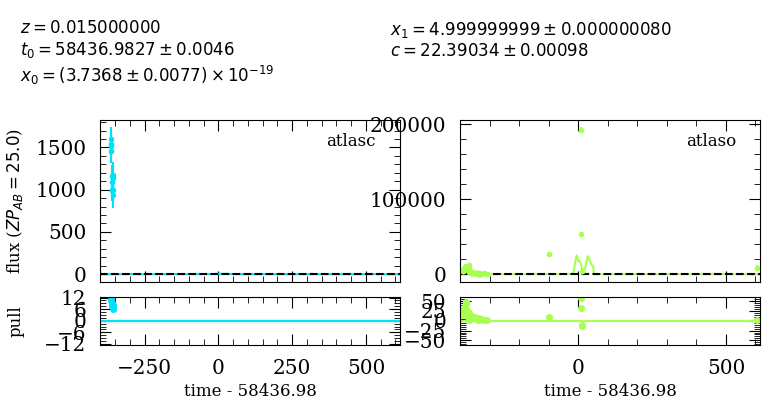 z = 0.015000000
t0 = 58436.9827 ± 0.0046
x0 = (3.7368 ± 0.0077) × 10^−19
x1 = 4.999999999 ± 0.000000080
c = 22.39034 ± 0.00098
atlasc
flux (ZP_AB = 25.0)
1500
1000
500
0
atlaso
200000
100000
0
pull
12
6
0
−6
−12
50
25
0
−25
−50
−250 0 250 500
time - 58436.98
0 500
time - 58436.98